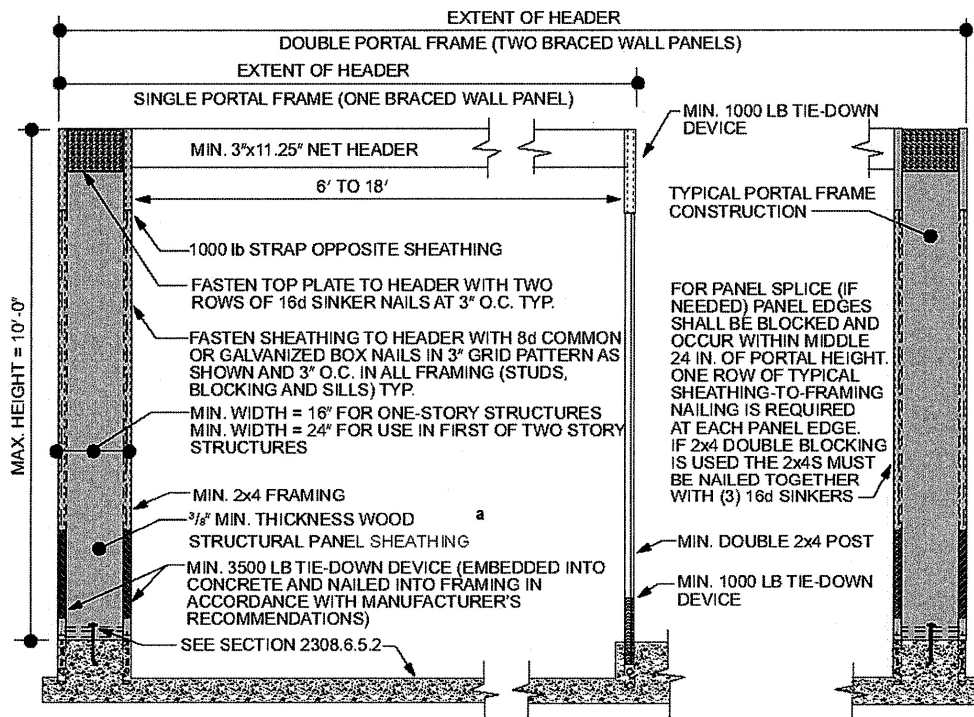 EXTENT OF HEADER
DOUBLE PORTAL FRAME (TWO BRACED WALL PANELS)
EXTENT OF HEADER
SINGLE PORTAL FRAME (ONE BRACED WALL PANEL)
MIN. 1000 LB TIE-DOWN
DEVICE
MIN. 3"x11.25" NET HEADER
6' TO 18'
TYPICAL PORTAL FRAME
CONSTRUCTION
1000 lb STRAP OPPOSITE SHEATHING
FASTEN TOP PLATE TO HEADER WITH TWO
ROWS OF 16d SINKER NAILS AT 3" O.C. TYP.
FASTEN SHEATHING TO HEADER WITH 8d COMMON
OR GALVANIZED BOX NAILS IN 3" GRID PATTERN AS
SHOWN AND 3" O.C. IN ALL FRAMING (STUDS,
BLOCKING AND SILLS) TYP.
MIN. WIDTH = 16" FOR ONE-STORY STRUCTURES
MIN. WIDTH = 24" FOR USE IN FIRST OF TWO STORY
STRUCTURES
MAX. HEIGHT = 10'-0"
FOR PANEL SPLICE (IF
NEEDED) PANEL EDGES
SHALL BE BLOCKED AND
OCCUR WITHIN MIDDLE
24 IN. OF PORTAL HEIGHT.
ONE ROW OF TYPICAL
SHEATHING-TO-FRAMING
NAILING IS REQUIRED
AT EACH PANEL EDGE.
IF 2x4 DOUBLE BLOCKING
IS USED THE 2x4S MUST
BE NAILED TOGETHER
WITH (3) 16d SINKERS
MIN. 2x4 FRAMING
3/8" MIN. THICKNESS WOOD a
STRUCTURAL PANEL SHEATHING
MIN. 3500 LB TIE-DOWN DEVICE (EMBEDDED INTO
CONCRETE AND NAILED INTO FRAMING IN
ACCORDANCE WITH MANUFACTURER'S
RECOMMENDATIONS)
MIN. DOUBLE 2x4 POST
MIN. 1000 LB TIE-DOWN
DEVICE
SEE SECTION 2308.6.5.2